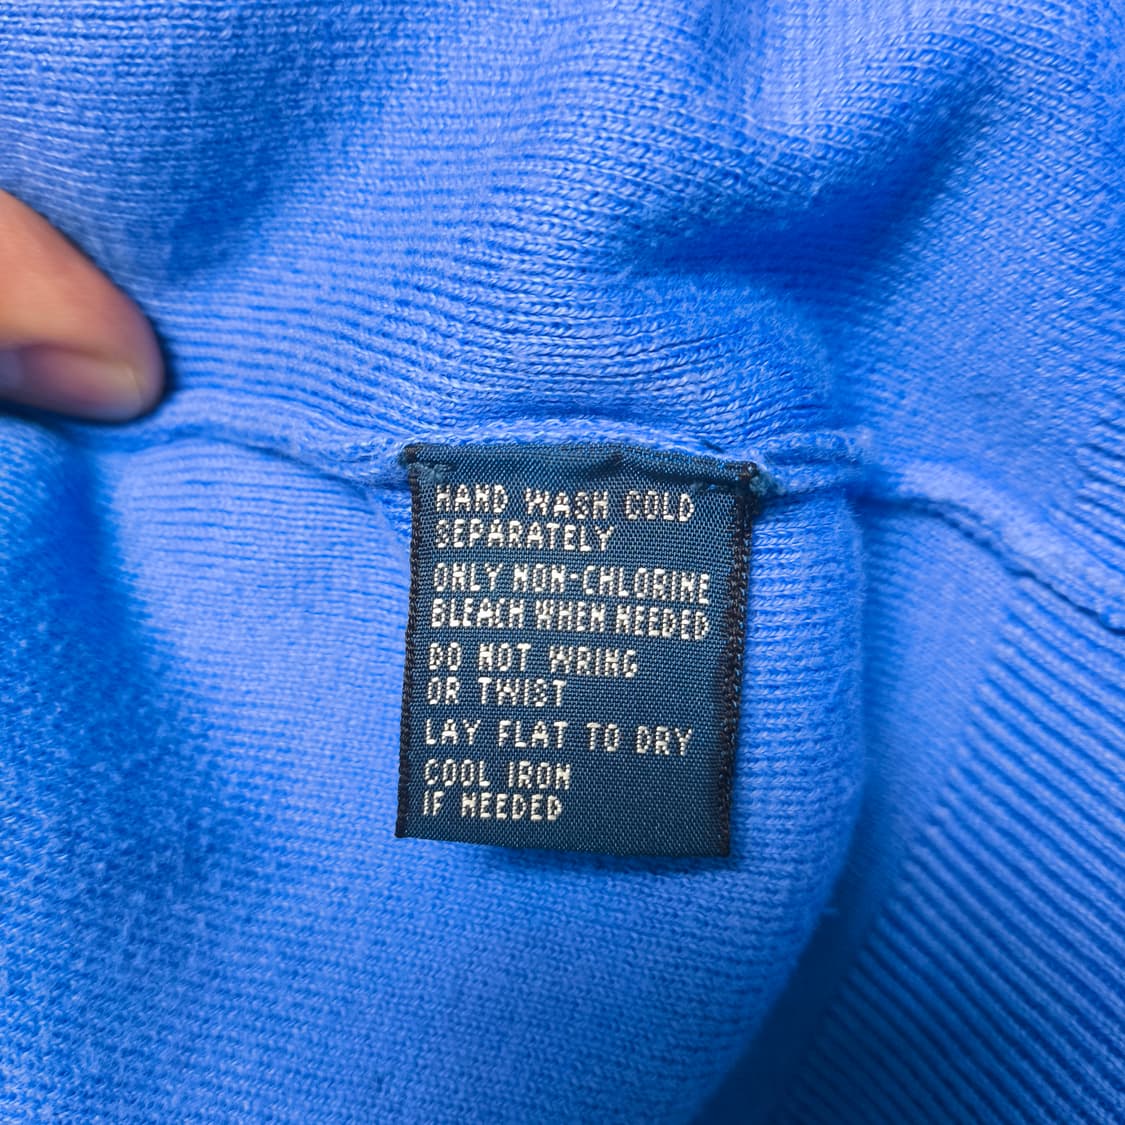 HAND WASH COLD
SEPARATELY
ONLY NON-CHLORINE
BLEACH WHEN NEEDED
DO NOT WRING
OR TWIST
LAY FLAT TO DRY
COOL IRON
IF NEEDED